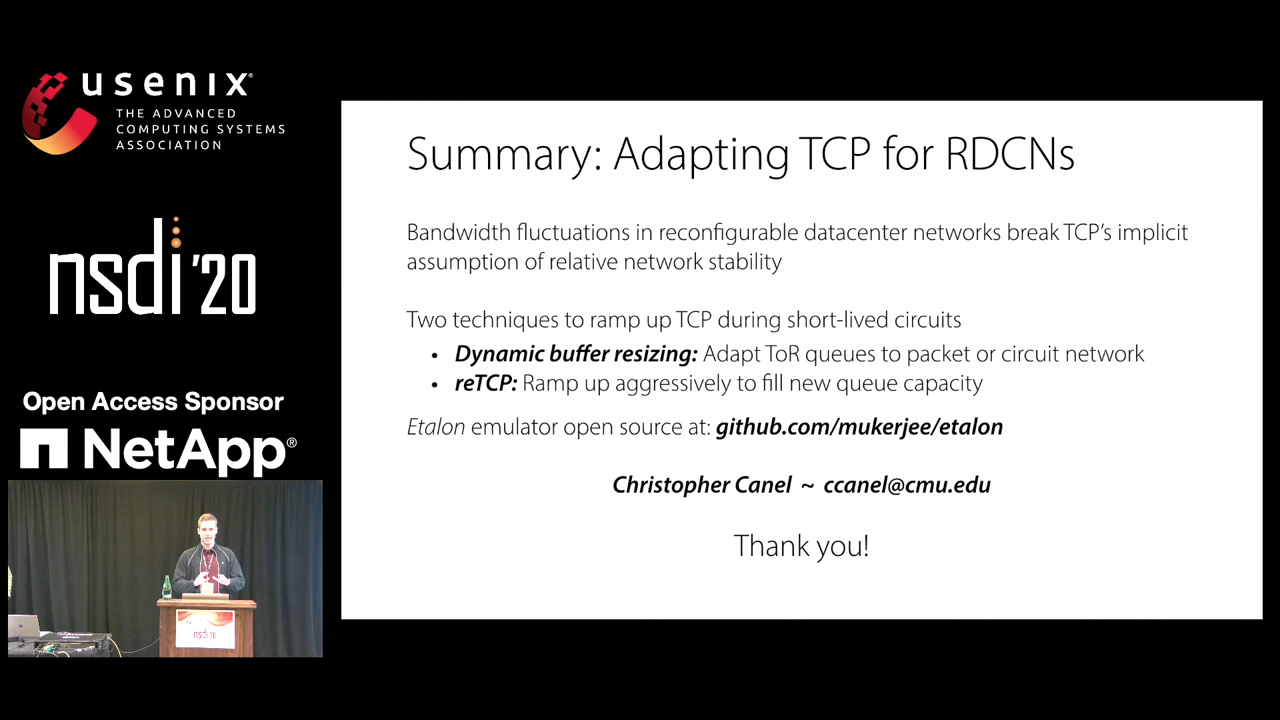 usenix®
THE ADVANCED
COMPUTING SYSTEMS
ASSOCIATION
nsdi '20
Open Access Sponsor
NetApp®
Summary: Adapting TCP for RDCNs
Bandwidth fluctuations in reconfigurable datacenter networks break TCP's implicit
assumption of relative network stability
Two techniques to ramp up TCP during short-lived circuits
• Dynamic buffer resizing: Adapt ToR queues to packet or circuit network
• reTCP: Ramp up aggressively to fill new queue capacity
Etalon emulator open source at: github.com/mukerjee/etalon
Christopher Canel ~ ccanel@cmu.edu
Thank you!
nsdi '20